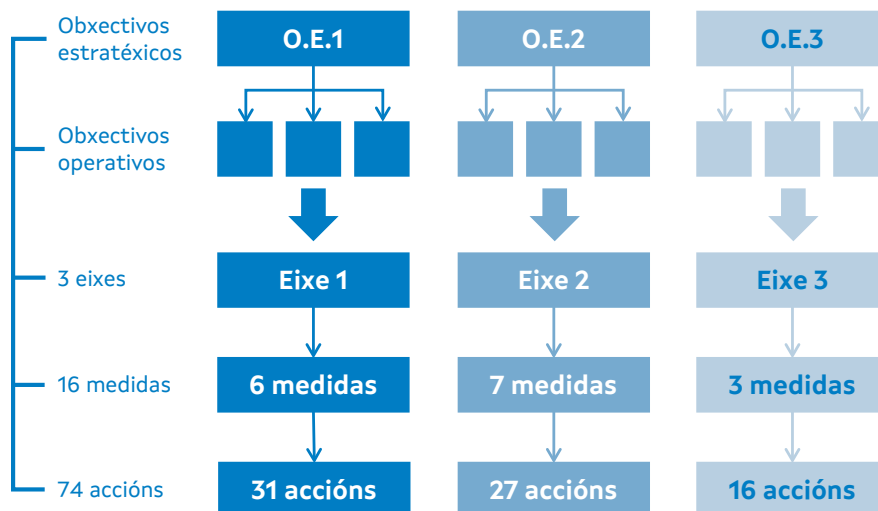 Obxectivos
estratéxicos
O.E.1
O.E.2
O.E.3
Obxectivos
operativos
3 eixes
Eixe 1
Eixe 2
Eixe 3
16 medidas
6 medidas
7 medidas
3 medidas
74 accións
31 accións
27 accións
16 accións